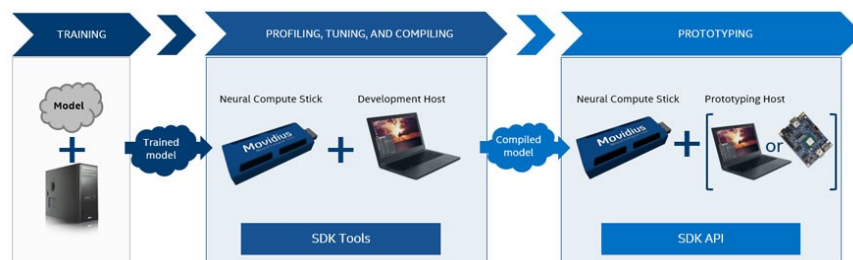 TRAINING
PROFILING, TUNING, AND COMPILING
PROTOTYPING
Model
Trained
model
Neural Compute Stick
Development Host
Movidius
SDK Tools
Compiled
model
Neural Compute Stick
Prototyping Host
Movidius
or
SDK API